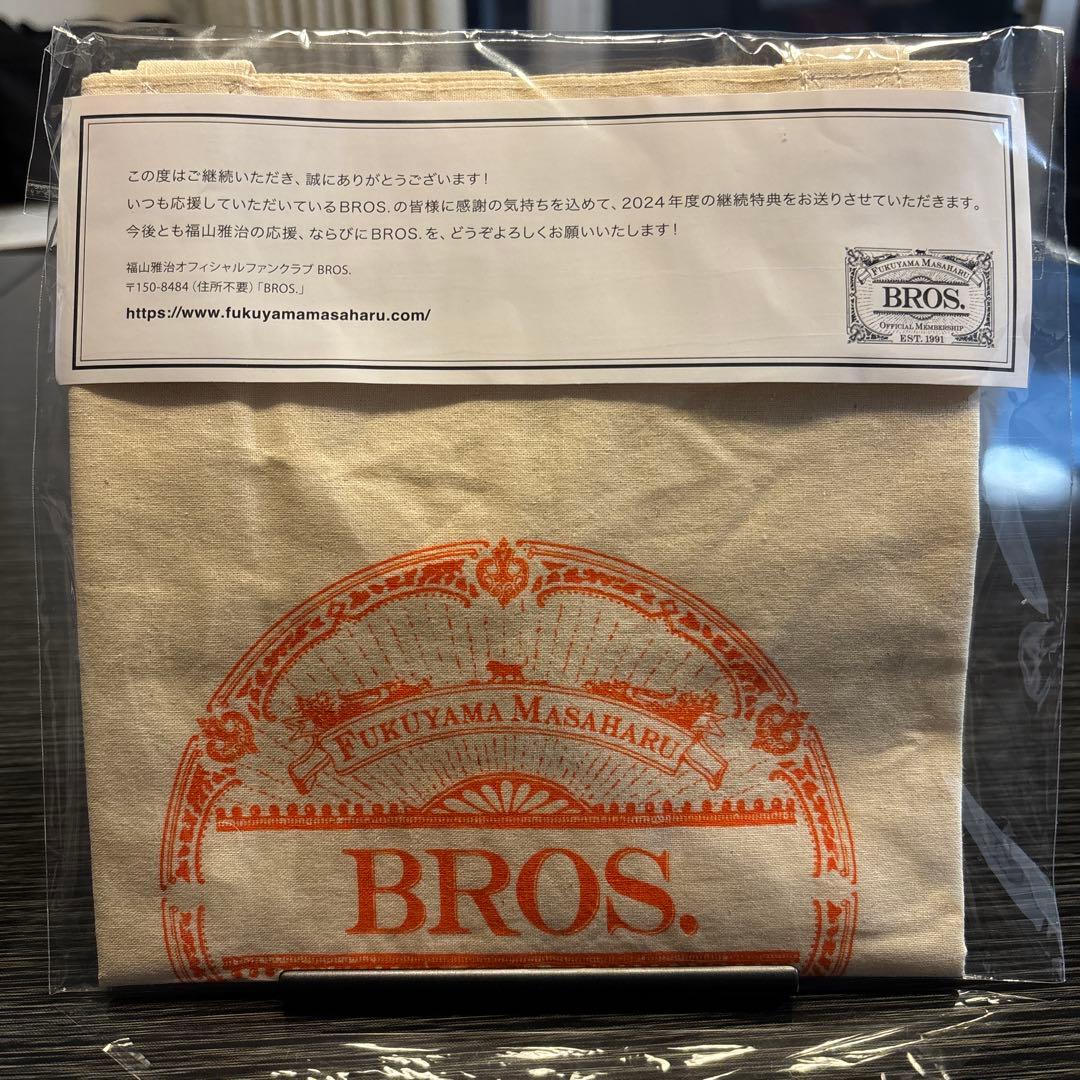 この度はご継続いただき、誠にありがとうございます!
いつも応援していただいているBROS.の皆様に感謝の気持ちを込めて、2024年度の継続特典をお送りさせていただきます。
今後とも福山雅治の応援、ならびにBROS.を、どうぞよろしくお願いいたします!
福山雅治オフィシャルファンクラブ BROS.
〒150-8484(住所不要)「BROS.」
https://www.fukuyamamasaharu.com/
FUKUYAMA MASAHARU
BROS.
OFFICIAL MEMBERSHIP
EST. 1991
FUKUYAMA MASAHARU
BROS.